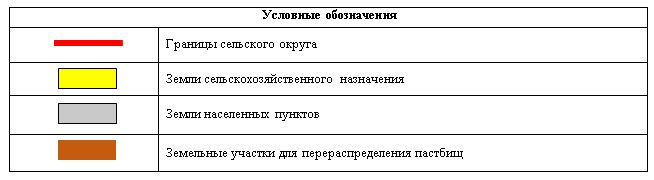 Условные обозначения
Границы сельского округа
Земли сельскохозяйственного назначения
Земли населенных пунктов
Земельные участки для перераспределения пастбищ